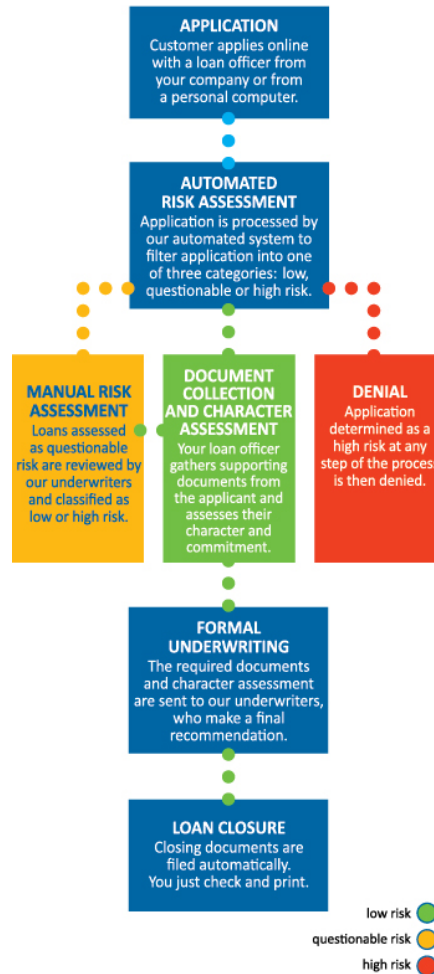 APPLICATION
Customer applies online
with a loan officer from
your company or from
a personal computer.
AUTOMATED
RISK ASSESSMENT
Application is processed by
our automated system to
filter application into one
of three categories: low,
questionable or high risk.
MANUAL RISK
ASSESSMENT
Loans assessed
as questionable
risk are reviewed by
our underwriters
and classified as
low or high risk.
DOCUMENT
COLLECTION
AND CHARACTER
ASSESSMENT
Your loan officer
gathers supporting
documents from
the applicant and
assesses their
character and
commitment.
DENIAL
Application
determined as a
high risk at any
step of the process
is then denied.
FORMAL
UNDERWRITING
The required documents
and character assessment
are sent to our underwriters,
who make a final
recommendation.
LOAN CLOSURE
Closing documents are
filed automatically.
You just check and print.
low risk
questionable risk
high risk